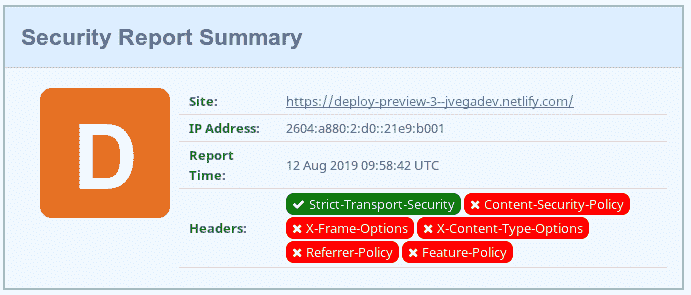 Security Report Summary
D
Site: https://deploy-preview-3--jvegadev.netlify.com/
IP Address: 2604:a880:2:d0::21e9:b001
Report Time: 12 Aug 2019 09:58:42 UTC
Headers: ✔ Strict-Transport-Security ✖ Content-Security-Policy
✖ X-Frame-Options ✖ X-Content-Type-Options
✖ Referrer-Policy ✖ Feature-Policy